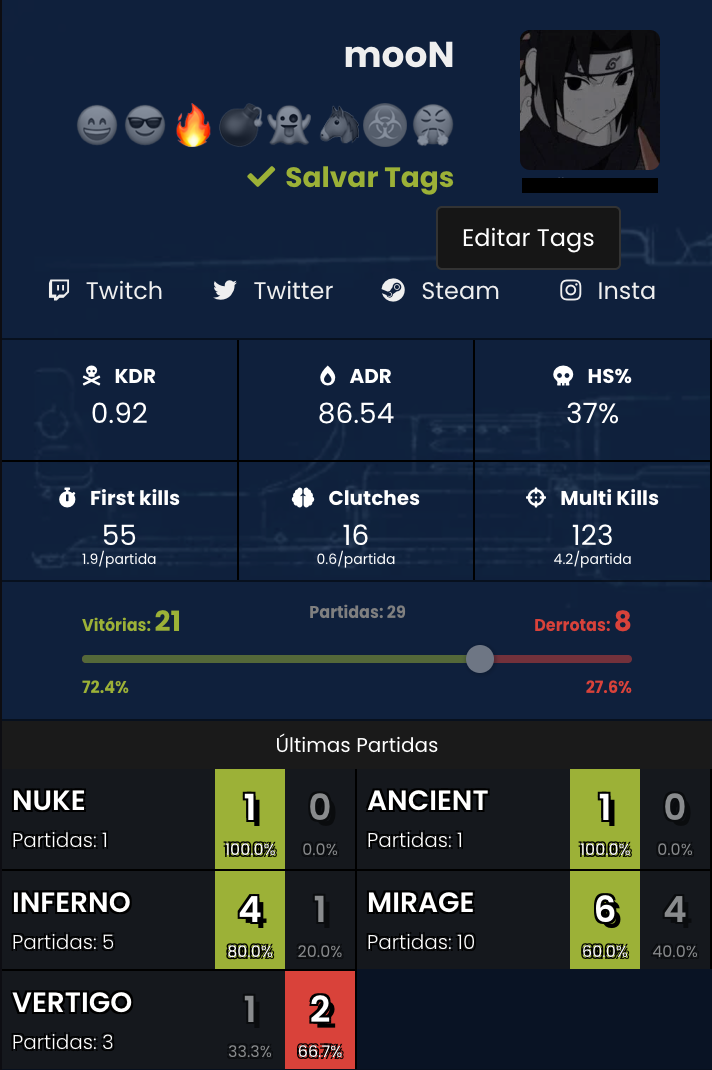 mooN
Salvar Tags
Editar Tags
Twitch Twitter Steam Insta
KDR ADR HS%
0.92 86.54 37%
First kills Clutches Multi Kills
55 16 123
1.9/partida 0.6/partida 4.2/partida
Vitórias: 21 Partidas: 29 Derrotas: 8
72.4% 27.6%
Últimas Partidas
NUKE 1 0 ANCIENT 1 0
Partidas: 1 100.0% 0.0% Partidas: 1 100.0% 0.0%
INFERNO 4 1 MIRAGE 6 4
Partidas: 5 80.0% 20.0% Partidas: 10 60.0% 40.0%
VERTIGO 1 2
Partidas: 3 33.3% 66.7%